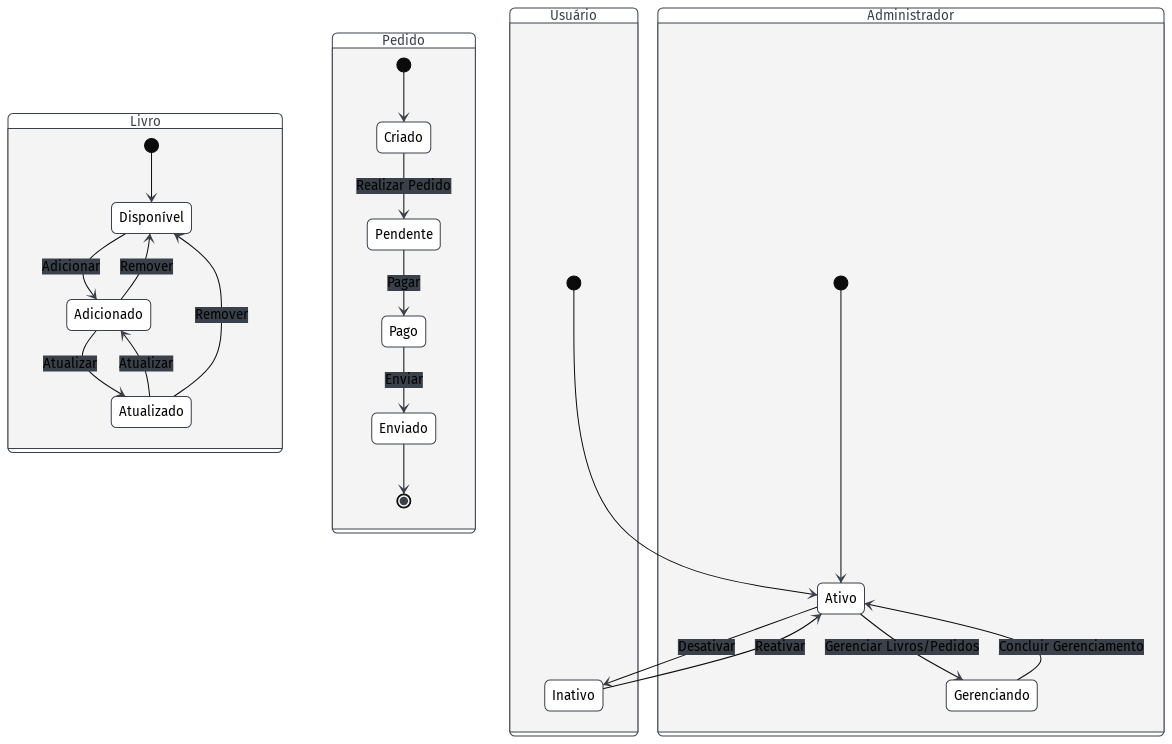 Livro
Disponível
Adicionar
Remover
Adicionado
Remover
Atualizar
Atualizar
Atualizado
Pedido
Criado
Realizar Pedido
Pendente
Pagar
Pago
Enviar
Enviado
Usuário
Inativo
Administrador
Ativo
Desativar
Reativar
Gerenciar Livros/Pedidos
Concluir Gerenciamento
Gerenciando